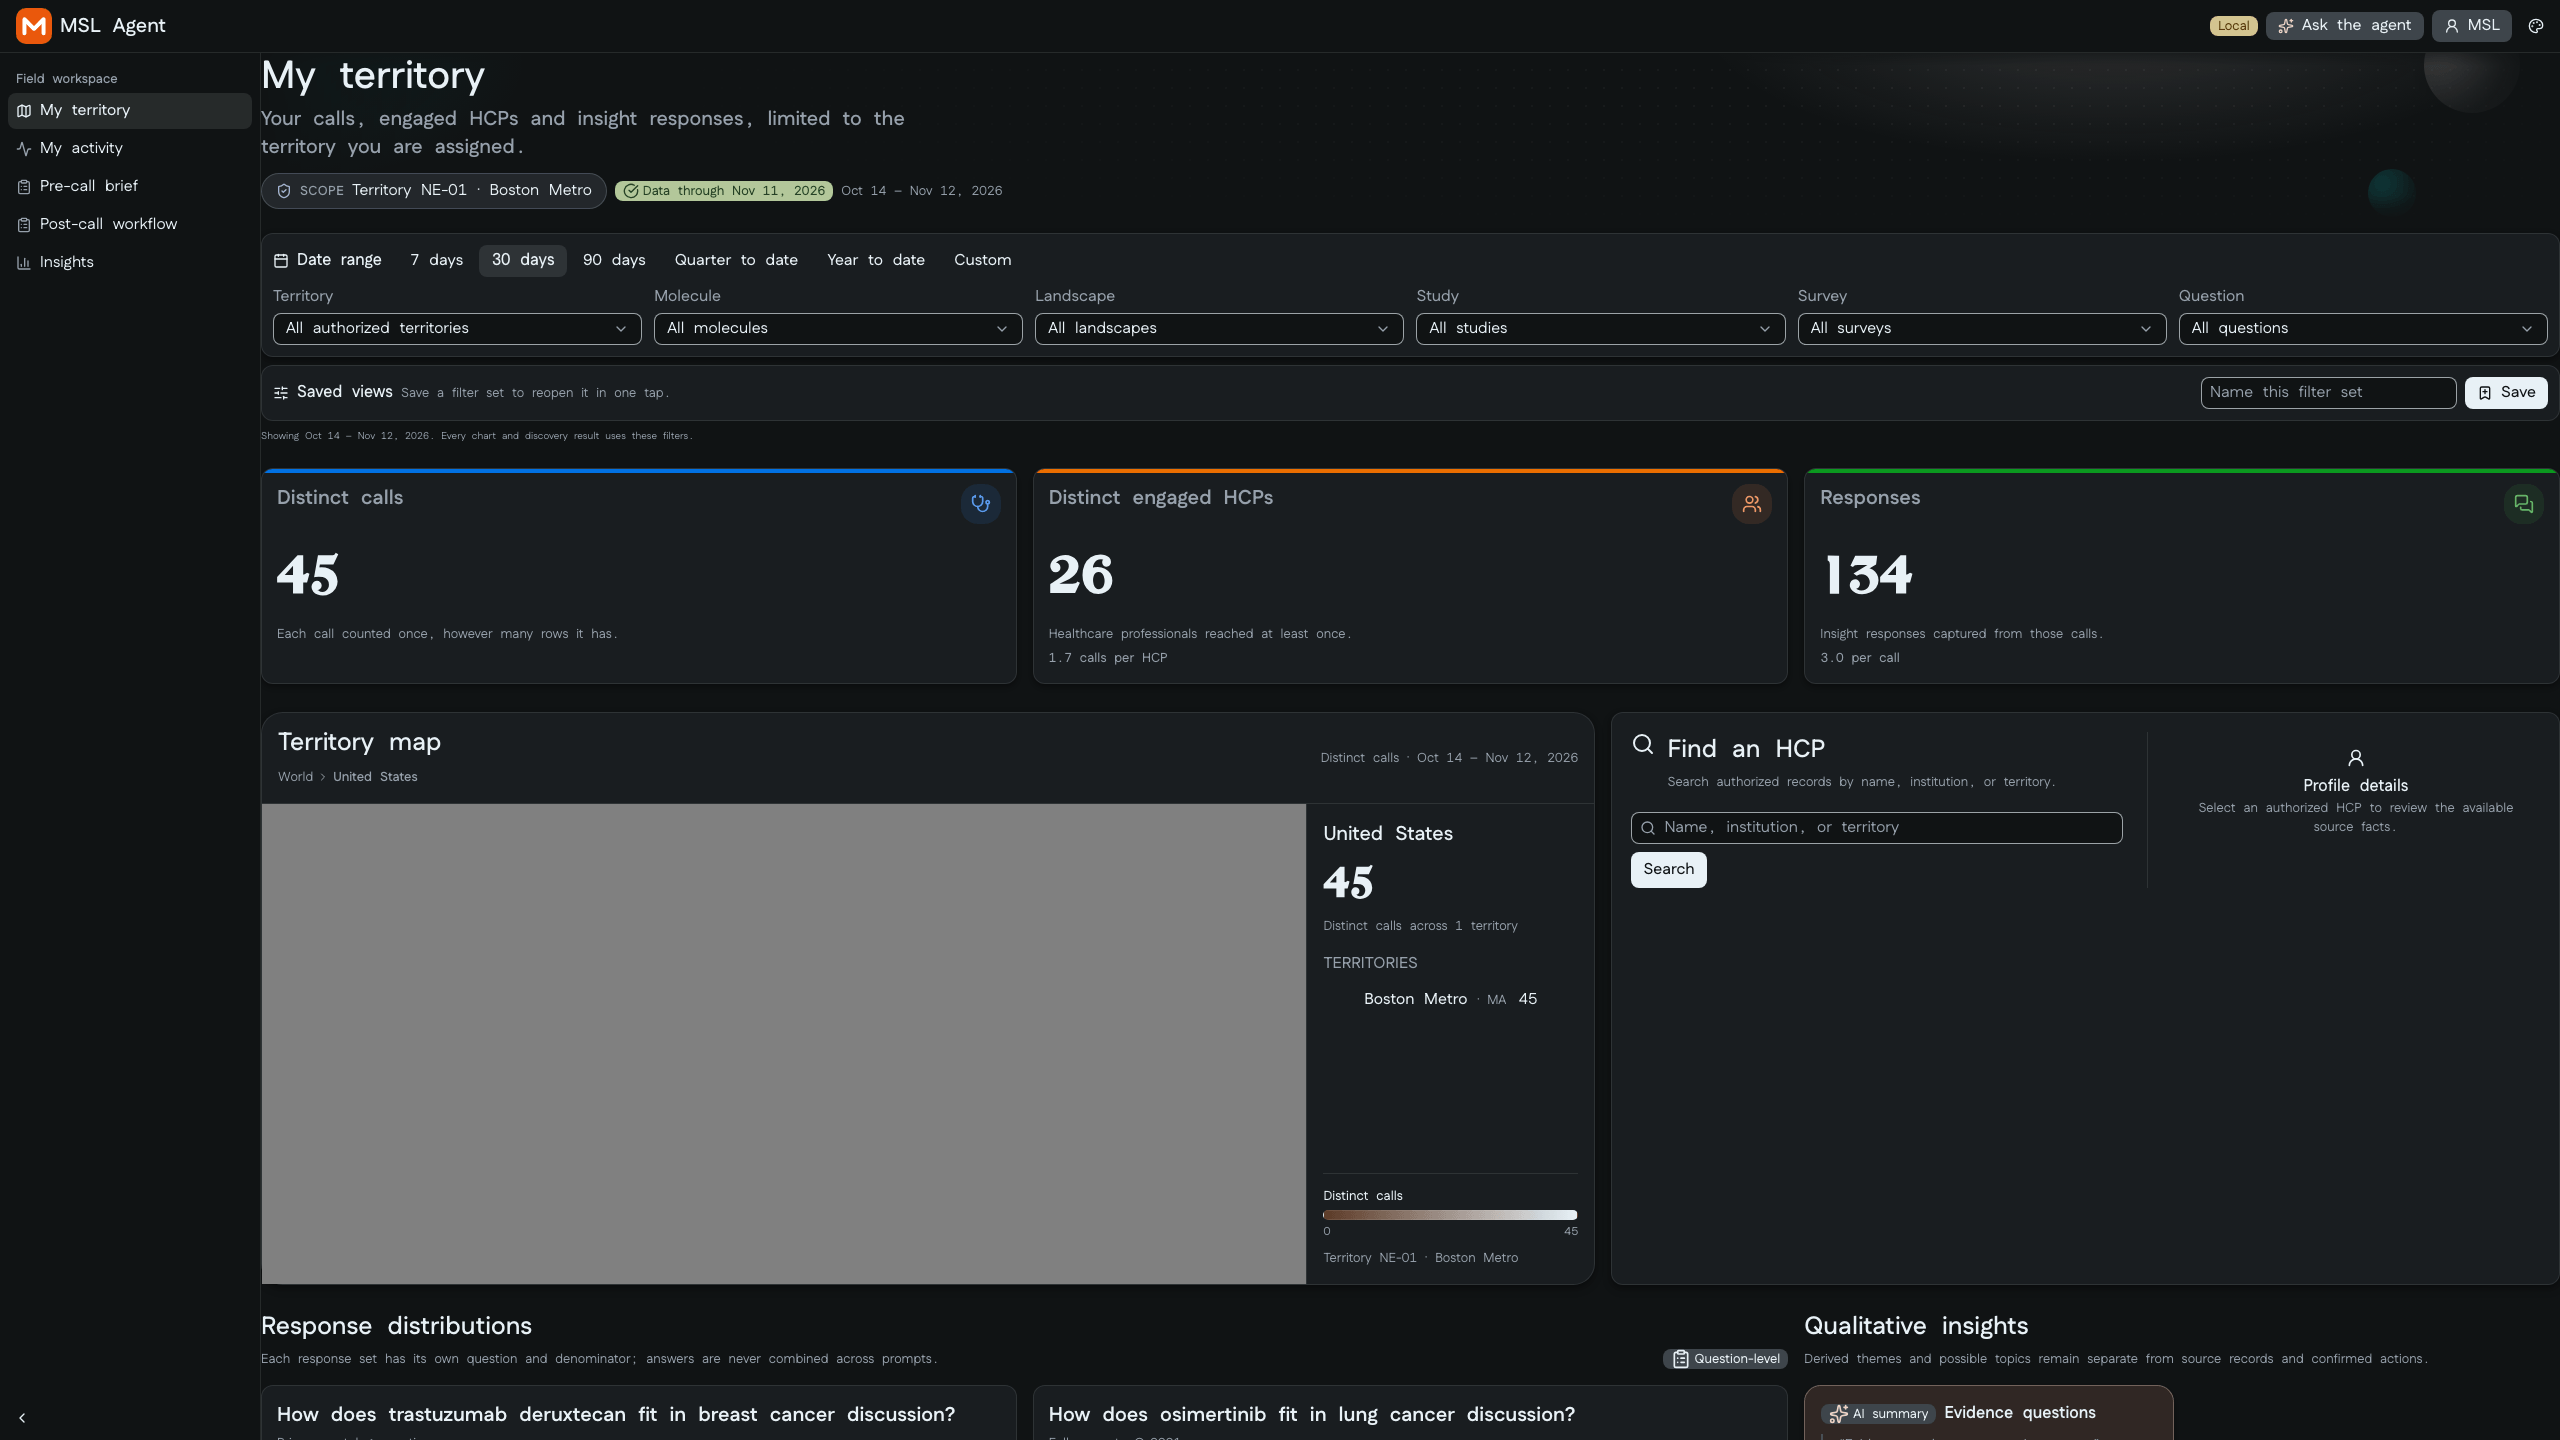 MSL Agent
Local
Ask the agent
MSL
Field workspace
My territory
My activity
Pre-call brief
Post-call workflow
Insights
My territory
Your calls, engaged HCPs and insight responses, limited to the
territory you are assigned.
SCOPE Territory NE-01 · Boston Metro
Data through Nov 11, 2026
Oct 14 – Nov 12, 2026
Date range
7 days
30 days
90 days
Quarter to date
Year to date
Custom
Territory
Molecule
Landscape
Study
Survey
Question
All authorized territories
All molecules
All landscapes
All studies
All surveys
All questions
Saved views Save a filter set to reopen it in one tap.
Name this filter set
Save
Showing Oct 14 – Nov 12, 2026. Every chart and discovery result uses these filters.
Distinct calls
45
Each call counted once, however many rows it has.
Distinct engaged HCPs
26
Healthcare professionals reached at least once.
1.7 calls per HCP
Responses
134
Insight responses captured from those calls.
3.0 per call
Territory map
World > United States
Distinct calls · Oct 14 – Nov 12, 2026
United States
45
Distinct calls across 1 territory
TERRITORIES
Boston Metro · MA 45
Distinct calls
0 45
Territory NE-01 · Boston Metro
Find an HCP
Search authorized records by name, institution, or territory.
Name, institution, or territory
Search
Profile details
Select an authorized HCP to review the available
source facts.
Response distributions
Each response set has its own question and denominator; answers are never combined across prompts.
Question-level
How does trastuzumab deruxtecan fit in breast cancer discussion?
How does osimertinib fit in lung cancer discussion?
Qualitative insights
Derived themes and possible topics remain separate from source records and confirmed actions.
AI summary Evidence questions